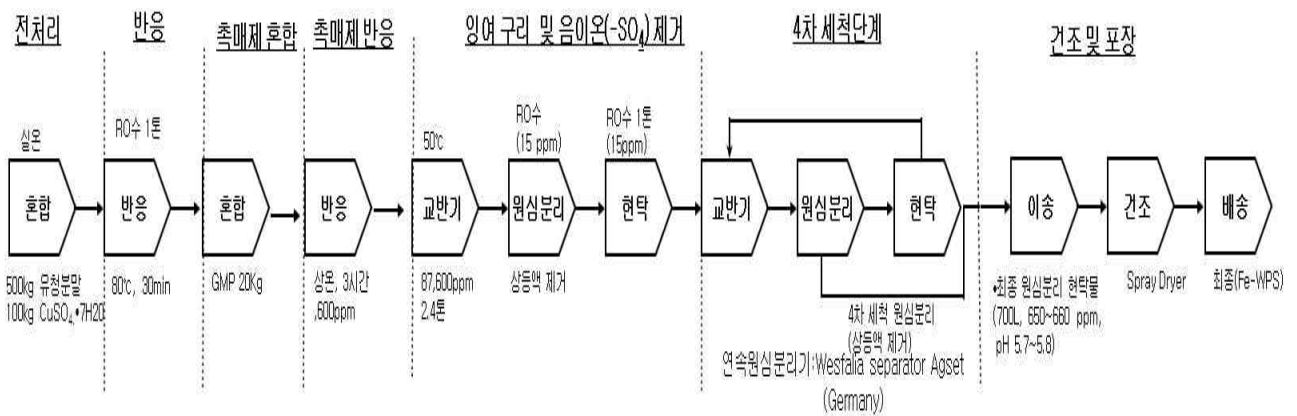 전처리
반응
촉매제 혼합
촉매제 반응
잉여 구리 및 음이온(-SO₄) 제거
4차 세척단계
건조 및 포장
실온
혼합
500kg 유청분말
100kg CuSO₄•7H20
RO수 1톤
반응
80℃, 30min
혼합
GMP 20Kg
반응
상온, 3시간
,600ppm
50℃
교반기
87,600ppm
2.4톤
RO수
(15 ppm)
원심분리
상등액 제거
RO수 1톤
(15ppm)
현탁
교반기
원심분리
현탁
4차 세척 원심분리
(상등액 제거)
연속원심분리기:Wesfalia separator Agset
(Germany)
이송
•최종 원심분리 현탁물
(700L, 650~660 ppm,
pH 5.7~5.8)
건조
Spray Dryer
배송
최종(Fe-WPS)